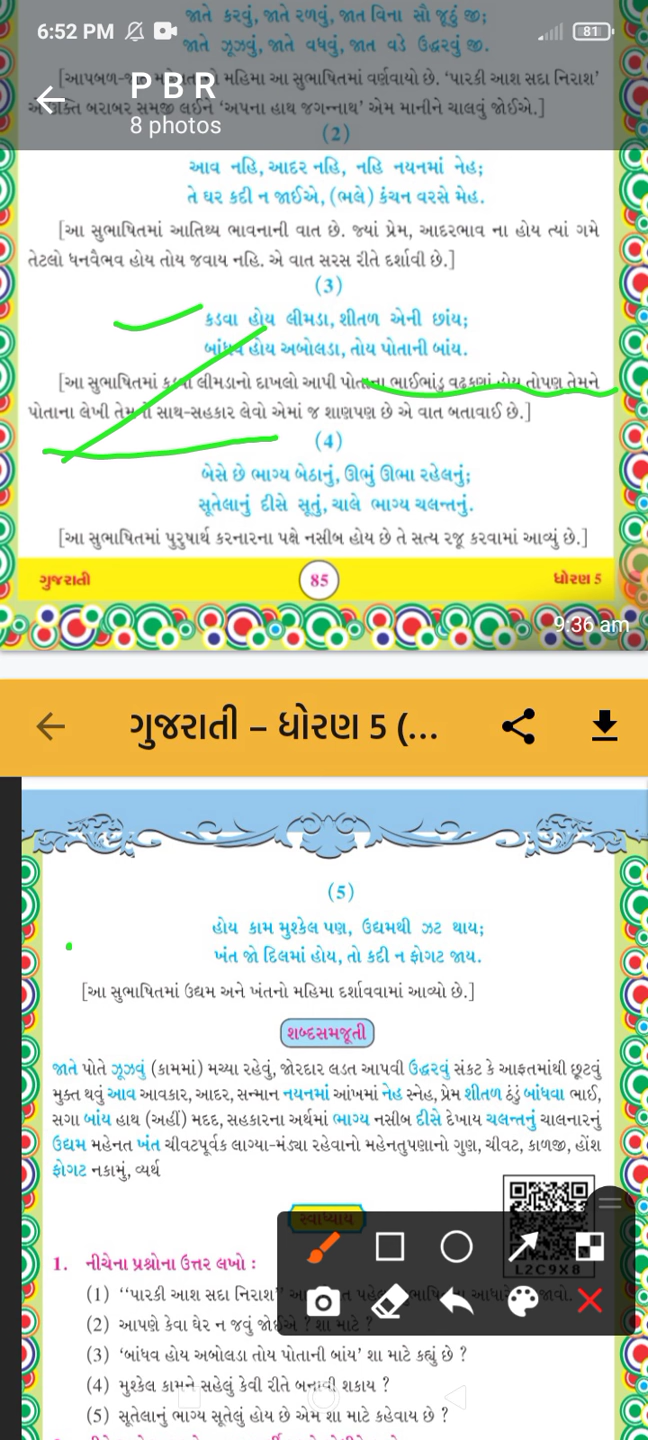 જાતે કરવું, જાતે રળવું, જાત વિના સૌ જૂઠું જી;
6:52 PM 81
જાતે ઝૂઝવું, જાતે વધવું, જાત વડે ઉદ્ધરવું જી.
[આપબળ મહિમા આ સુભાષિતમાં વર્ણવાયો છે. ‘પારકી આશ સદા નિરાશ’
P B R
બરાબર સમજી લઈને ‘અપના હાથ જગન્નાથ’ એમ માનીને ચાલવું જોઈએ.]
8 photos
(2)
આવ નહિ, આદર નહિ, નહિ નયનમાં નેહ;
તે ઘર કદી ન જાઈએ, (ભલે) કંચન વરસે મેહ.
[આ સુભાષિતમાં આતિથ્ય ભાવનાની વાત છે. જ્યાં પ્રેમ, આદરભાવ ના હોય ત્યાં ગમે
તેટલો ધનવૈભવ હોય તોય જવાય નહિ. એ વાત સરસ રીતે દર્શાવી છે.]
(3)
કડવા હોય લીમડા, શીતળ એની છાંય;
બાંધવ હોય અબોલડા, તોય પોતાની બાંય.
[આ સુભાષિતમાં કડવા લીમડાનો દાખલો આપી પોતાના ભાઈભાંડુ વઢકણાં હોય તોપણ તેમને
પોતાના લેખી તેમનો સાથ-સહકાર લેવો એમાં જ શાણપણ છે એ વાત બતાવાઈ છે.]
(4)
બેસે છે ભાગ્ય બેઠાનું, ઊભું ઊભા રહેલનું;
સૂતેલાનું દીસે સૂતું, ચાલે ભાગ્ય ચલન્તનું.
[આ સુભાષિતમાં પુરુષાર્થ કરનારના પક્ષે નસીબ હોય છે તે સત્ય રજૂ કરવામાં આવ્યું છે.]
ગુજરાતી 85 ધોરણ 5
9:36 am
ગુજરાતી – ધોરણ 5 (...
(5)
હોય કામ મુશ્કેલ પણ, ઉદ્યમથી ઝટ થાય;
ખંત જો દિલમાં હોય, તો કદી ન ફોગટ જાય.
[આ સુભાષિતમાં ઉદ્યમ અને ખંતનો મહિમા દર્શાવવામાં આવ્યો છે.]
શબ્દસમજૂતી
જાતે પોતે ઝૂઝવું (કામમાં) મચ્યા રહેવું, જોરદાર લડત આપવી ઉદ્ધરવું સંકટ કે આફતમાંથી છૂટવું
મુક્ત થવું આવ આવકાર, આદર, સન્માન નયનમાં આંખમાં નેહ સ્નેહ, પ્રેમ શીતળ ઠંડું બાંધવા ભાઈ,
સગા બાંય હાથ (અહીં) મદદ, સહકારના અર્થમાં ભાગ્ય નસીબ દીસે દેખાય ચલન્તનું ચાલનારનું
ઉદ્યમ મહેનત ખંત ચીવટપૂર્વક લાગ્યા-મંડ્યા રહેવાનો મહેનતુપણાનો ગુણ, ચીવટ, કાળજી, હોંશ
ફોગટ નકામું, વ્યર્થ
સ્વાધ્યાય
L2C9X8
1. નીચેના પ્રશ્નોના ઉત્તર લખો :
(1) “પારકી આશ સદા નિરાશ”
(2) આપણે કેવા ઘેર ન જવું જોઈએ ? શા માટે ?
(3) ‘બાંધવ હોય અબોલડા તોય પોતાની બાંય’ શા માટે કહ્યું છે ?
(4) મુશ્કેલ કામને સહેલું કેવી રીતે બનાવી શકાય ?
(5) સૂતેલાનું ભાગ્ય સૂતેલું હોય છે એમ શા માટે કહેવાય છે ?